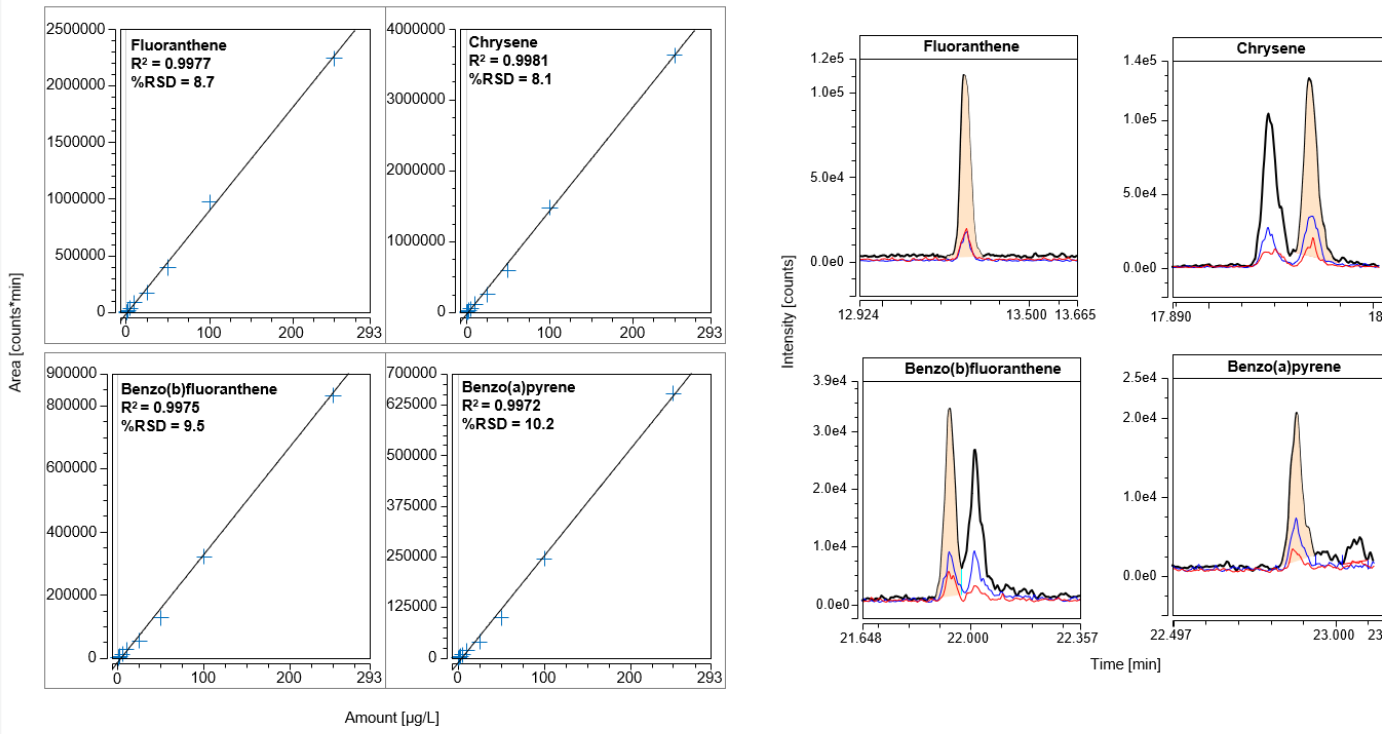 Fluoranthene
R² = 0.9977
%RSD = 8.7
2500000
2000000
1500000
1000000
500000
0
0 100 200 293
Chrysene
R² = 0.9981
%RSD = 8.1
4000000
3000000
2000000
1000000
0
0 100 200 293
Benzo(b)fluoranthene
R² = 0.9975
%RSD = 9.5
900000
800000
600000
400000
200000
0
0 100 200 293
Benzo(a)pyrene
R² = 0.9972
%RSD = 10.2
700000
625000
500000
375000
250000
125000
0
0 100 200 293
Area [counts*min]
Amount [µg/L]
Fluoranthene
1.2e5
1.0e5
5.0e4
0.0e0
12.924 13.500 13.665
Chrysene
1.4e5
1.0e5
5.0e4
0.0e0
17.890 18
Benzo(b)fluoranthene
3.9e4
3.0e4
2.0e4
1.0e4
0.0e0
21.648 22.000 22.357
Benzo(a)pyrene
2.5e4
2.0e4
1.0e4
0.0e0
22.497 23.000 23
Intensity [counts]
Time [min]